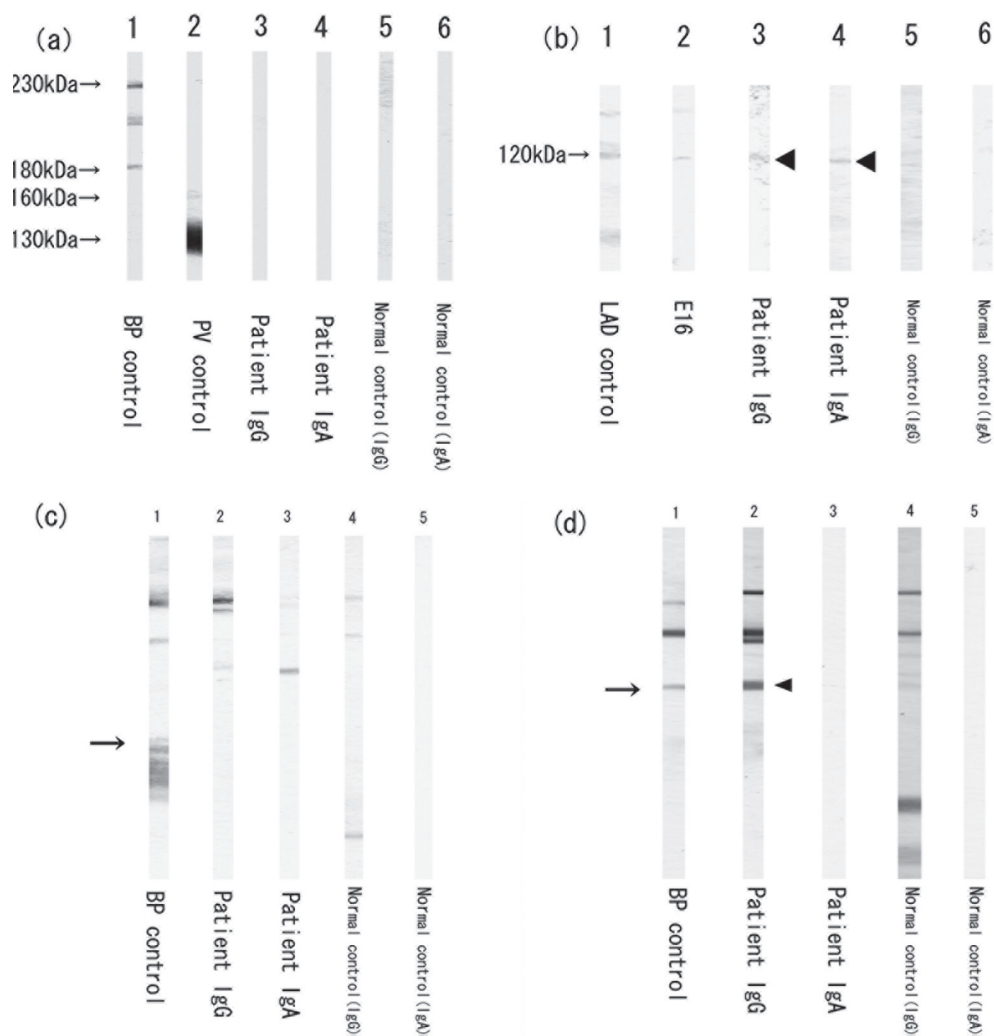 (a)
1 2 3 4 5 6
230kDa→
180kDa→
160kDa→
130kDa→
BP control
PV control
Patient IgG
Patient IgA
Normal control(IgG)
Normal control(IgA)
(b)
1 2 3 4 5 6
120kDa→
LAD control
E16
Patient IgG
Patient IgA
Normal control(IgG)
Normal control(IgA)
(c)
1 2 3 4 5
BP control
Patient IgG
Patient IgA
Normal control(IgG)
Normal control(IgA)
(d)
1 2 3 4 5
BP control
Patient IgG
Patient IgA
Normal control(IgG)
Normal control(IgA)